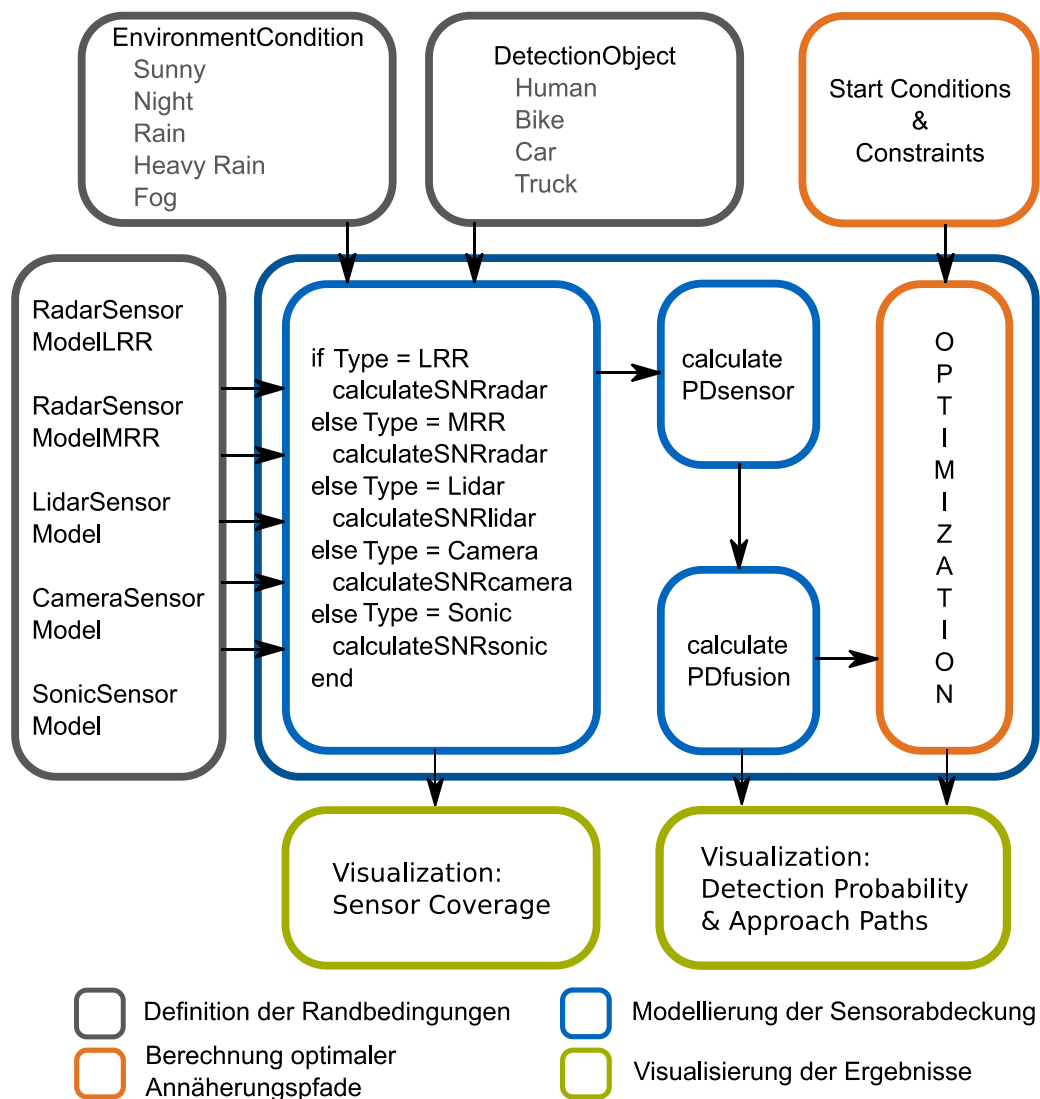 EnvironmentCondition
Sunny
Night
Rain
Heavy Rain
Fog
DetectionObject
Human
Bike
Car
Truck
Start Conditions
&
Constraints
RadarSensor
ModelLRR
RadarSensor
ModelMRR
LidarSensor
Model
CameraSensor
Model
SonicSensor
Model
if Type = LRR
calculateSNRradar
else Type = MRR
calculateSNRradar
else Type = Lidar
calculateSNRlidar
else Type = Camera
calculateSNRcamera
else Type = Sonic
calculateSNRsonic
end
calculate
PDsensor
calculate
PDfusion
O
P
T
I
M
I
Z
A
T
I
O
N
Visualization:
Sensor Coverage
Visualization:
Detection Probability
& Approach Paths
Definition der Randbedingungen
Berechnung optimaler
Annäherungspfade
Modellierung der Sensorabdeckung
Visualisierung der Ergebnisse